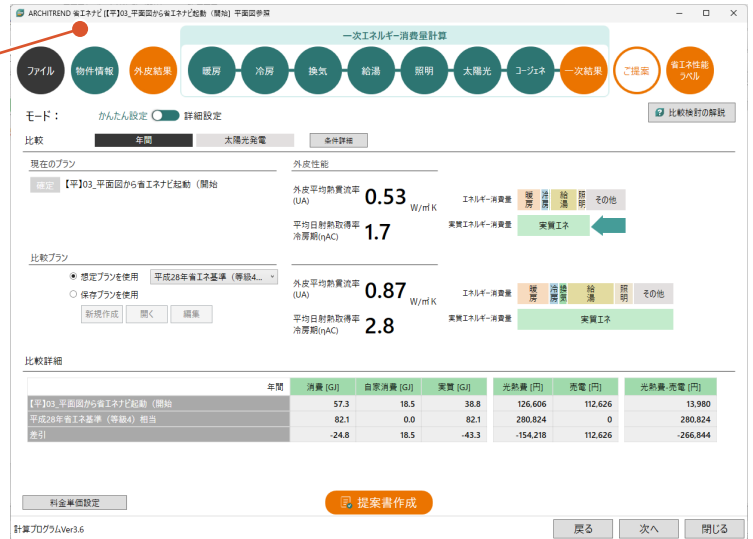 ARCHITREND 省エネナビ [【平】03_平面図から省エネナビ起動（開始] 平面図参照
一次エネルギー消費量計算
ファイル 物件情報 外皮結果 暖房 冷房 換気 給湯 照明 太陽光 コージェネ 一次結果 ご提案 省エネ性能ラベル
モード： かんたん設定 詳細設定 比較検討の解説
比較 年間 太陽光発電 条件詳細
現在のプラン 外皮性能
確定 【平】03_平面図から省エネナビ起動（開始
外皮平均熱貫流率(UA) 0.53 W/㎡K
エネルギー消費量 暖房 冷房 給湯 照明 その他
平均日射熱取得率冷房期(ηAC) 1.7
実質エネルギー消費量 実質エネ
比較プラン
想定プランを使用 平成28年省エネ基準（等級4...
保存プランを使用
新規作成 開く 編集
外皮平均熱貫流率(UA) 0.87 W/㎡K
エネルギー消費量 暖房 冷房 換気 給湯 照明 その他
平均日射熱取得率冷房期(ηAC) 2.8
実質エネルギー消費量 実質エネ
比較詳細
年間 消費 [GJ] 自家消費 [GJ] 実質 [GJ] 光熱費 [円] 売電 [円] 光熱費-売電 [円]
【平】03_平面図から省エネナビ起動（開始 57.3 18.5 38.8 126,606 112,626 13,980
平成28年省エネ基準（等級4）相当 82.1 0.0 82.1 280,824 0 280,824
差引 -24.8 18.5 -43.3 -154,218 112,626 -266,844
料金単価設定 提案書作成
計算プログラムVer3.6 戻る 次へ 閉じる